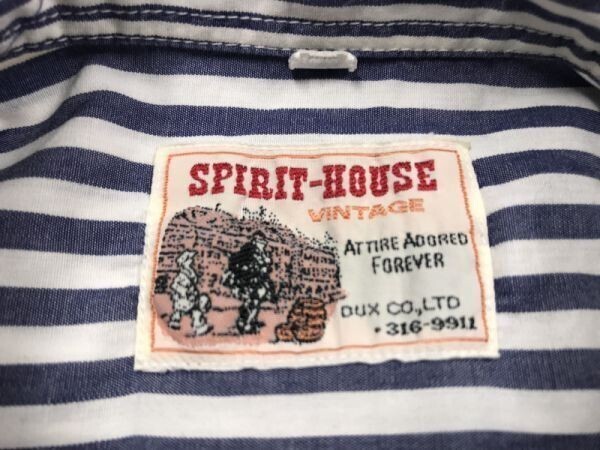 SPIRIT-HOUSE
VINTAGE
ATTIRE ADORED
FOREVER
DUX CO.,LTD
•316-9911